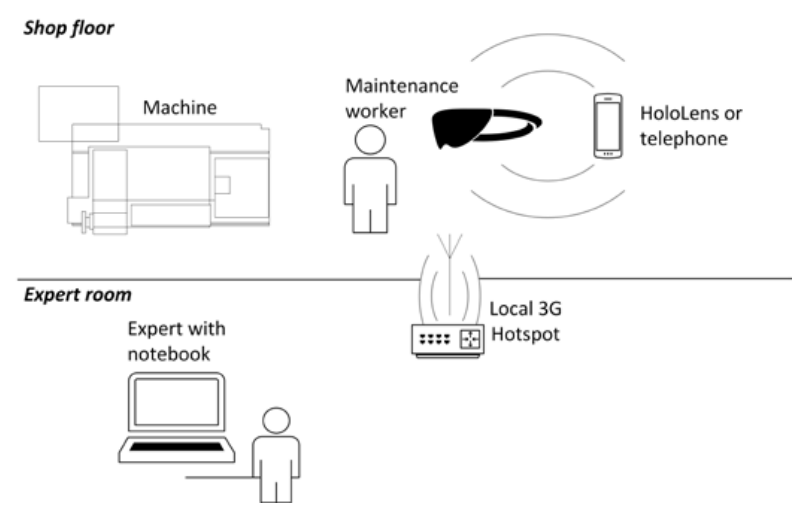 Shop floor
Machine
Maintenance
worker
HoloLens or
telephone
Expert room
Local 3G
Hotspot
Expert with
notebook